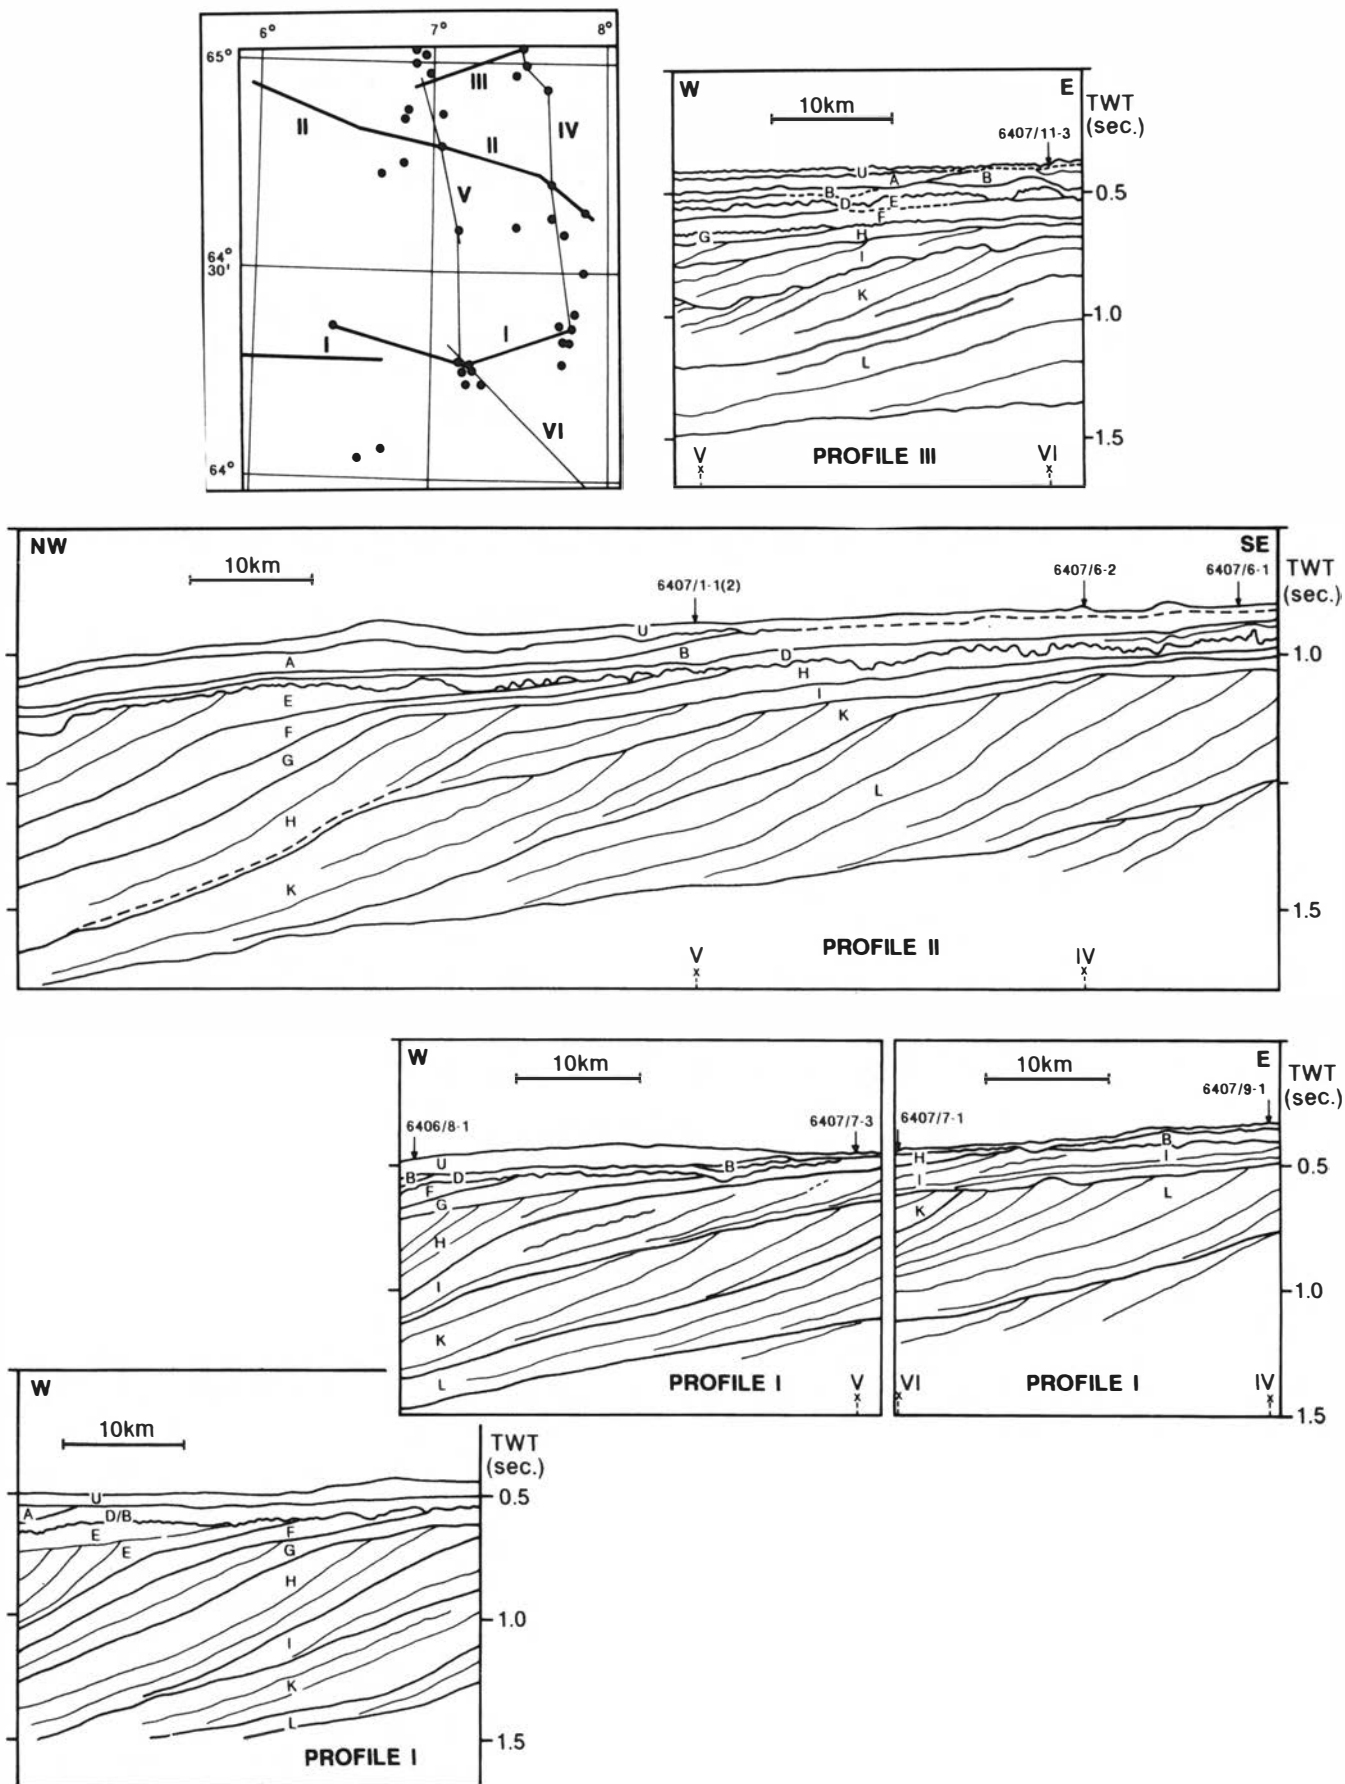 6° 7° 8°
65°
III
II
II
IV
V
64° 30'
I
I
VI
64°
W E
10km
TWT (sec.)
6407/11-3
U
A
B
B
D
E
F
G
H
I
K
L
0.5
1.0
1.5
V VI
PROFILE III
NW SE
10km
TWT (sec.)
6407/1-1(2)
6407/6-2
6407/6-1
U
A
B
D
E
H
I
F
K
G
L
H
K
1.0
1.5
V IV
PROFILE II
W
10km
6406/8-1
6407/7-3
U
B
B
D
F
G
H
I
K
L
PROFILE I
V
E
10km
TWT (sec.)
6407/9-1
6407/7-1
B
H
I
I
L
K
0.5
1.0
1.5
VI IV
PROFILE I
W
10km
TWT (sec.)
U
A
D/B
E
F
E
G
H
I
K
L
0.5
1.0
1.5
PROFILE I